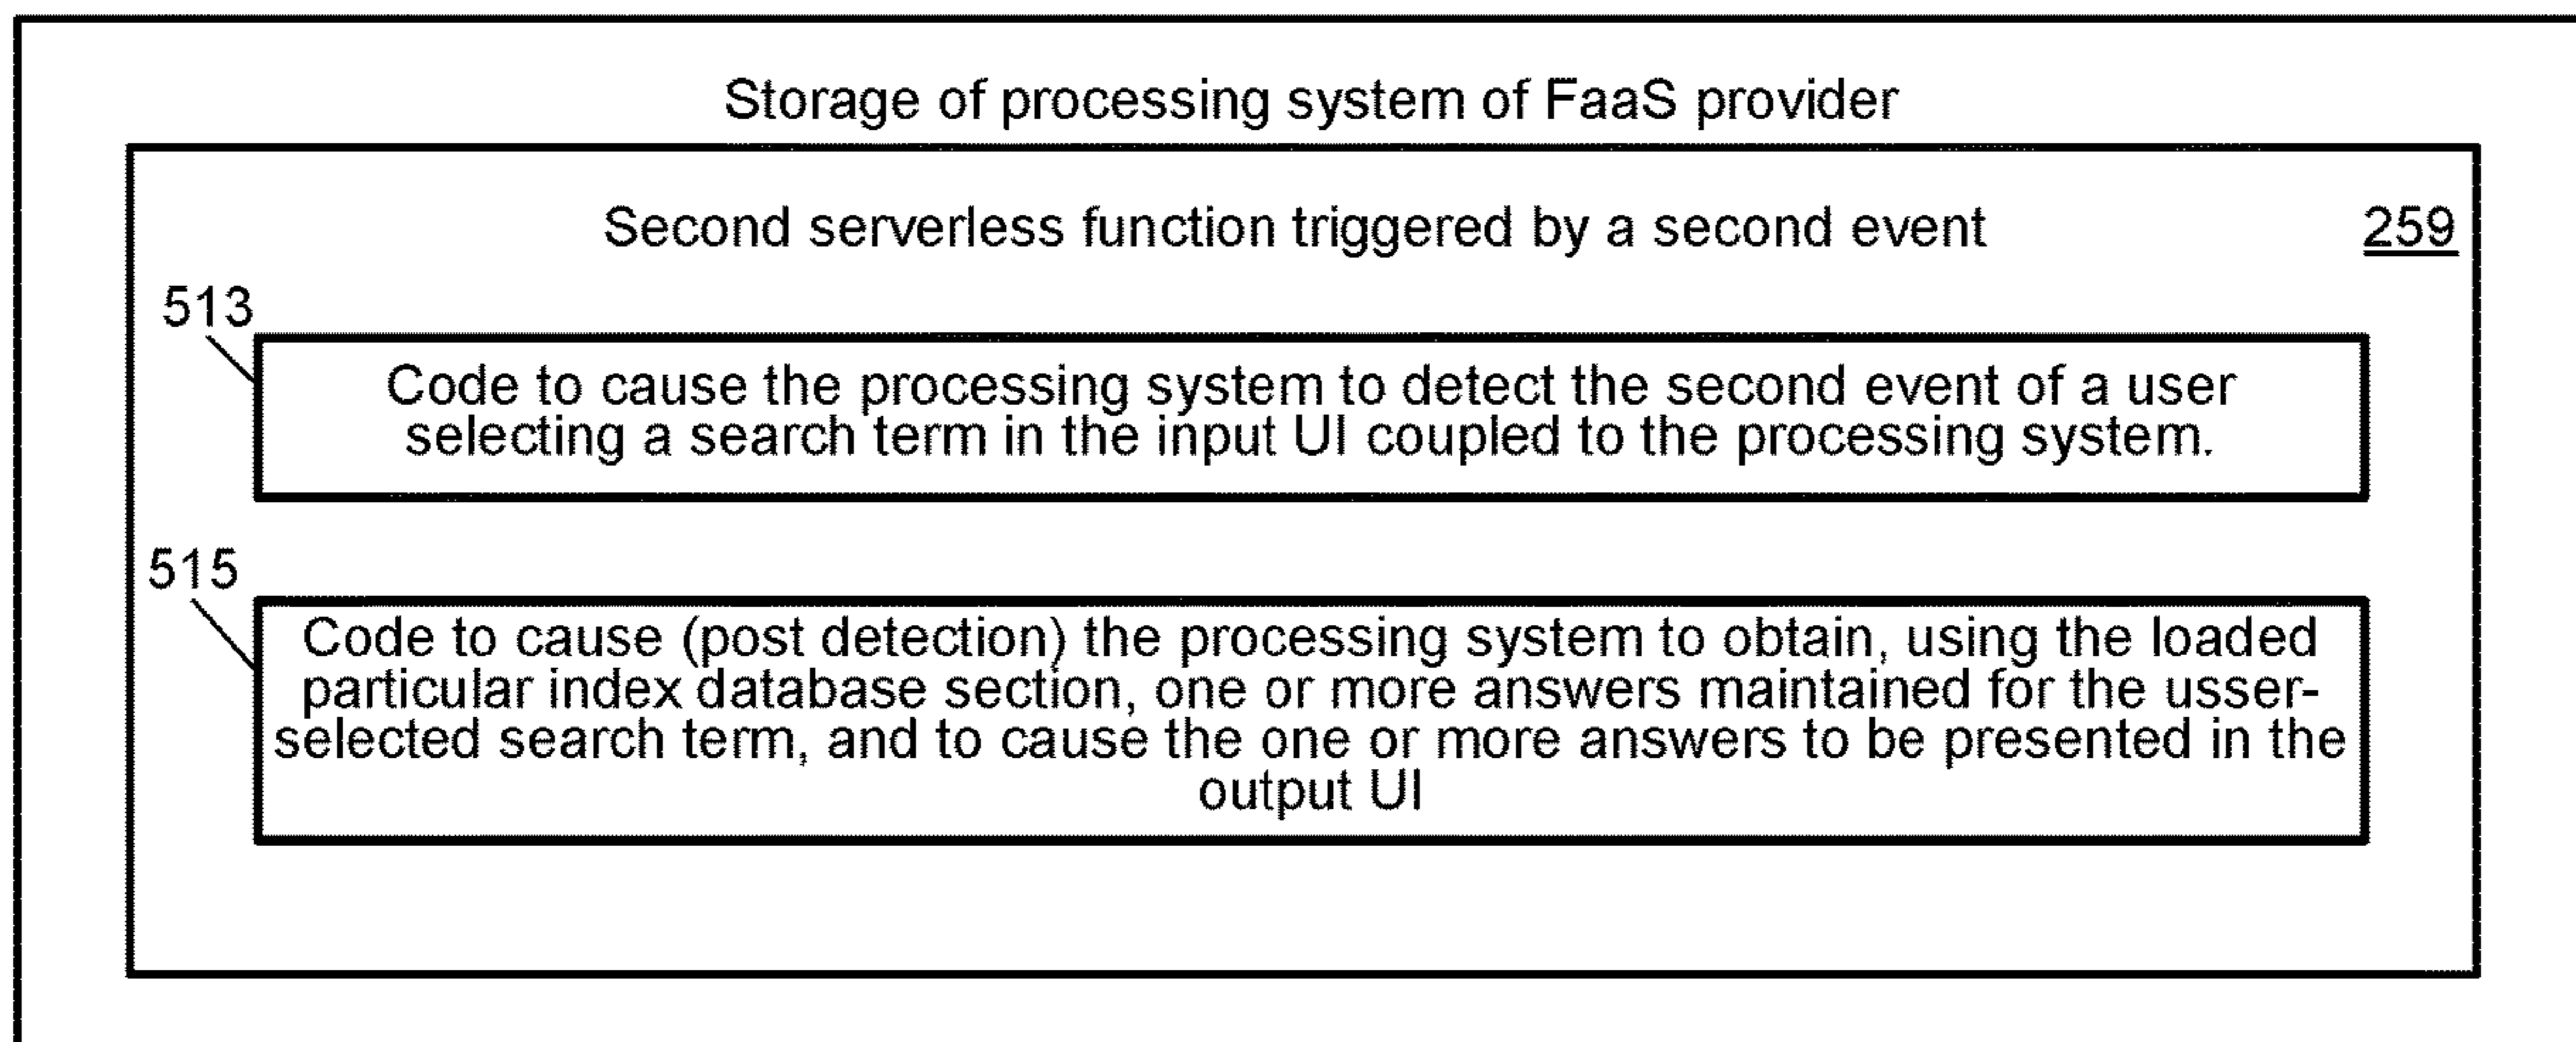 Storage of processing system of FaaS provider
Second serverless function triggered by a second event
259
513
Code to cause the processing system to detect the second event of a user
selecting a search term in the input UI coupled to the processing system.
515
Code to cause (post detection) the processing system to obtain, using the loaded
particular index database section, one or more answers maintained for the usser-
selected search term, and to cause the one or more answers to be presented in the
output UI